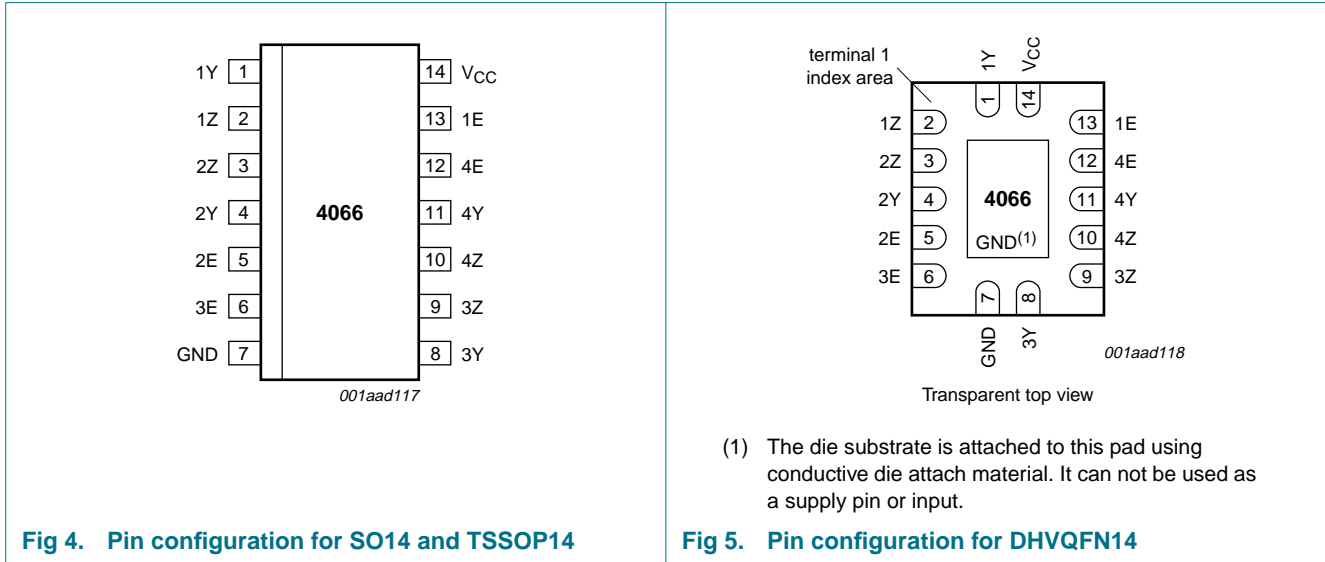 1Y 1
1Z 2
2Z 3
2Y 4
2E 5
3E 6
GND 7
4066
14 VCC
13 1E
12 4E
11 4Y
10 4Z
9 3Z
8 3Y
001aad117
Fig 4. Pin configuration for SO14 and TSSOP14
terminal 1
index area
1Y
VCC
1
14
1Z 2
2Z 3
2Y 4
2E 5
3E 6
4066
GND(1)
13 1E
12 4E
11 4Y
10 4Z
9 3Z
7
8
GND
3Y
001aad118
Transparent top view
(1) The die substrate is attached to this pad using
conductive die attach material. It can not be used as
a supply pin or input.
Fig 5. Pin configuration for DHVQFN14